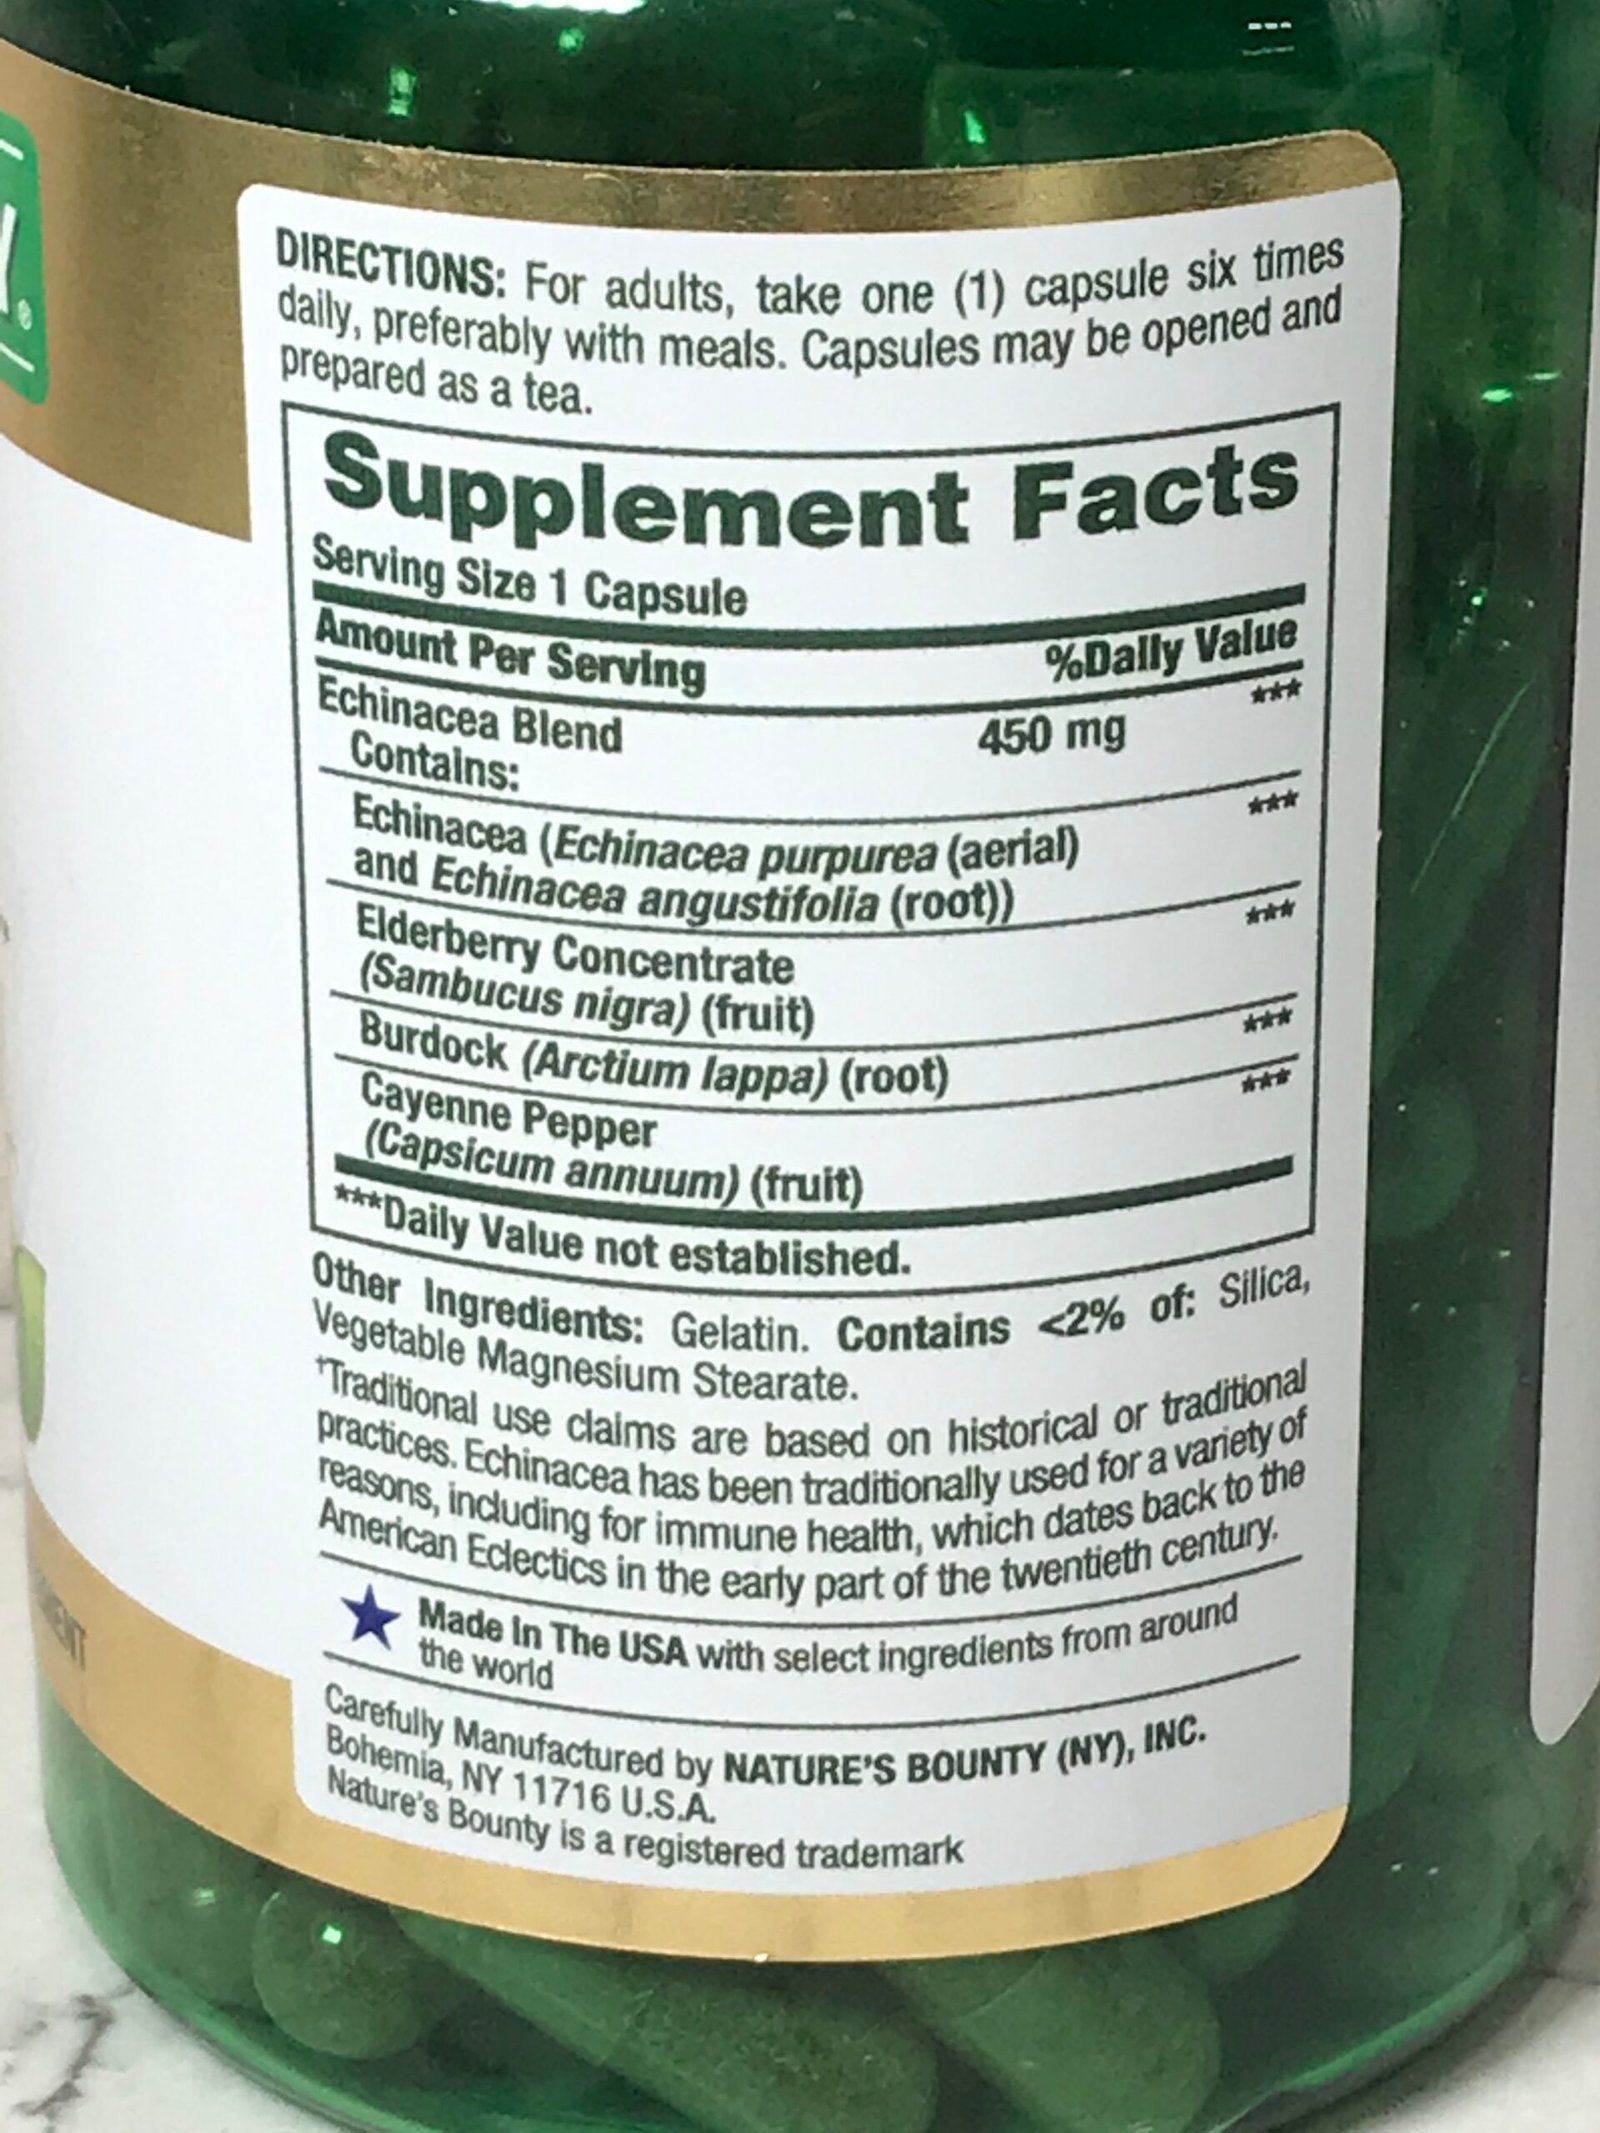 DIRECTIONS: For adults, take one (1) capsule six times
daily, preferably with meals. Capsules may be opened and
prepared as a tea.
Supplement Facts
Serving Size 1 Capsule
Amount Per Serving %Daily Value
Echinacea Blend 450 mg ***
Contains:
Echinacea (Echinacea purpurea (aerial) ***
and Echinacea angustifolia (root))
Elderberry Concentrate ***
(Sambucus nigra) (fruit)
Burdock (Arctium lappa) (root) ***
Cayenne Pepper ***
(Capsicum annuum) (fruit)
***Daily Value not established.
Other Ingredients: Gelatin. Contains <2% of: Silica,
Vegetable Magnesium Stearate.
†Traditional use claims are based on historical or traditional
practices. Echinacea has been traditionally used for a variety of
reasons, including for immune health, which dates back to the
American Eclectics in the early part of the twentieth century.
Made In The USA with select ingredients from around
the world
Carefully Manufactured by NATURE'S BOUNTY (NY), INC.
Bohemia, NY 11716 U.S.A.
Nature's Bounty is a registered trademark